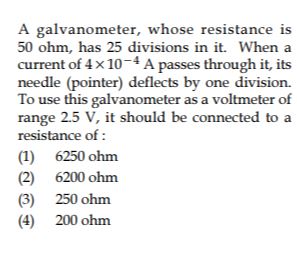 A galvanometer, whose resistance is
50 ohm, has 25 divisions in it. When a
current of 4×10⁻⁴ A passes through it, its
needle (pointer) deflects by one division.
To use this galvanometer as a voltmeter of
range 2.5 V, it should be connected to a
resistance of :
(1) 6250 ohm
(2) 6200 ohm
(3) 250 ohm
(4) 200 ohm